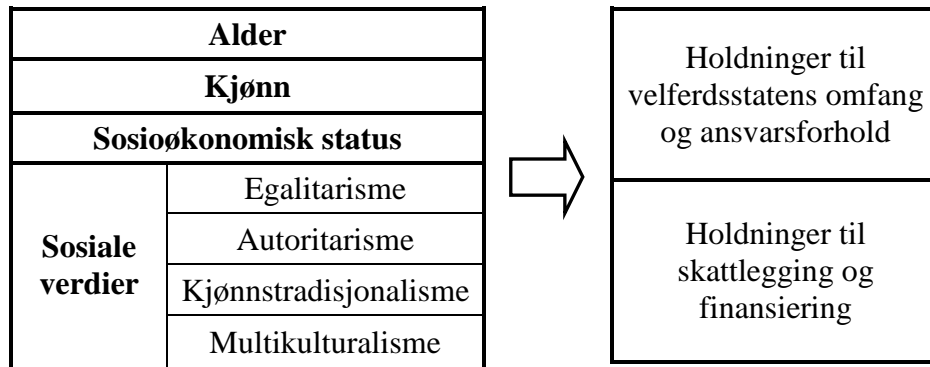 Alder
Kjønn
Sosioøkonomisk status
Sosiale
verdier
Egalitarisme
Autoritarisme
Kjønnstradisjonalisme
Multikulturalisme
Holdninger til
velferdsstatens omfang
og ansvarsforhold
Holdninger til
skattlegging og
finansiering